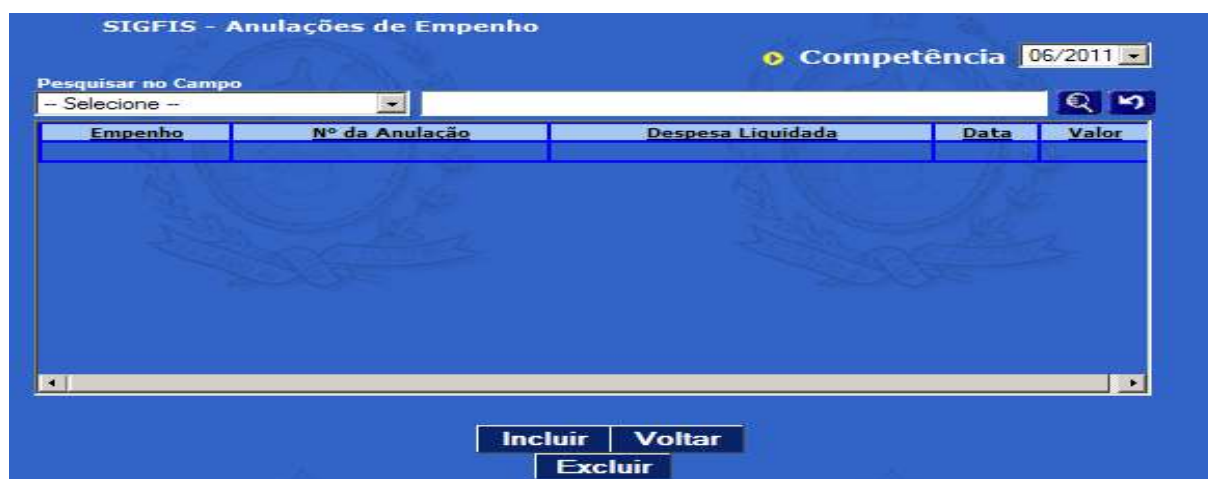 SIGFIS - Anulações de Empenho
Competência 06/2011
Pesquisar no Campo
-- Selecione --
Empenho Nº da Anulação Despesa Liquidada Data Valor
Incluir Voltar
Excluir